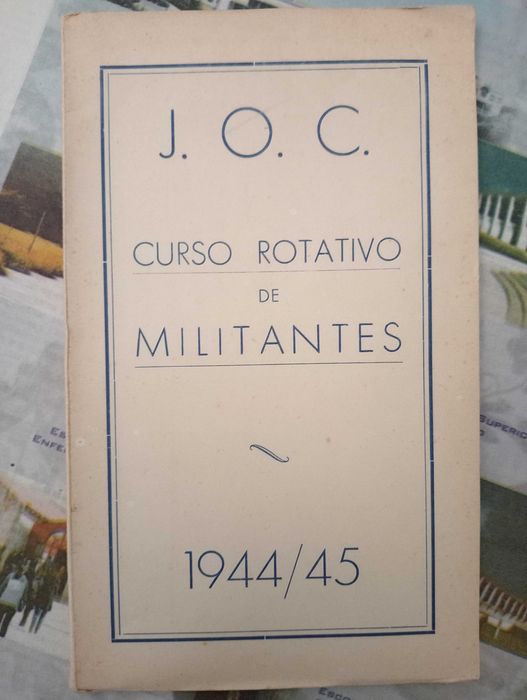 J. O. C.
CURSO ROTATIVO
DE
MILITANTES
1944/45